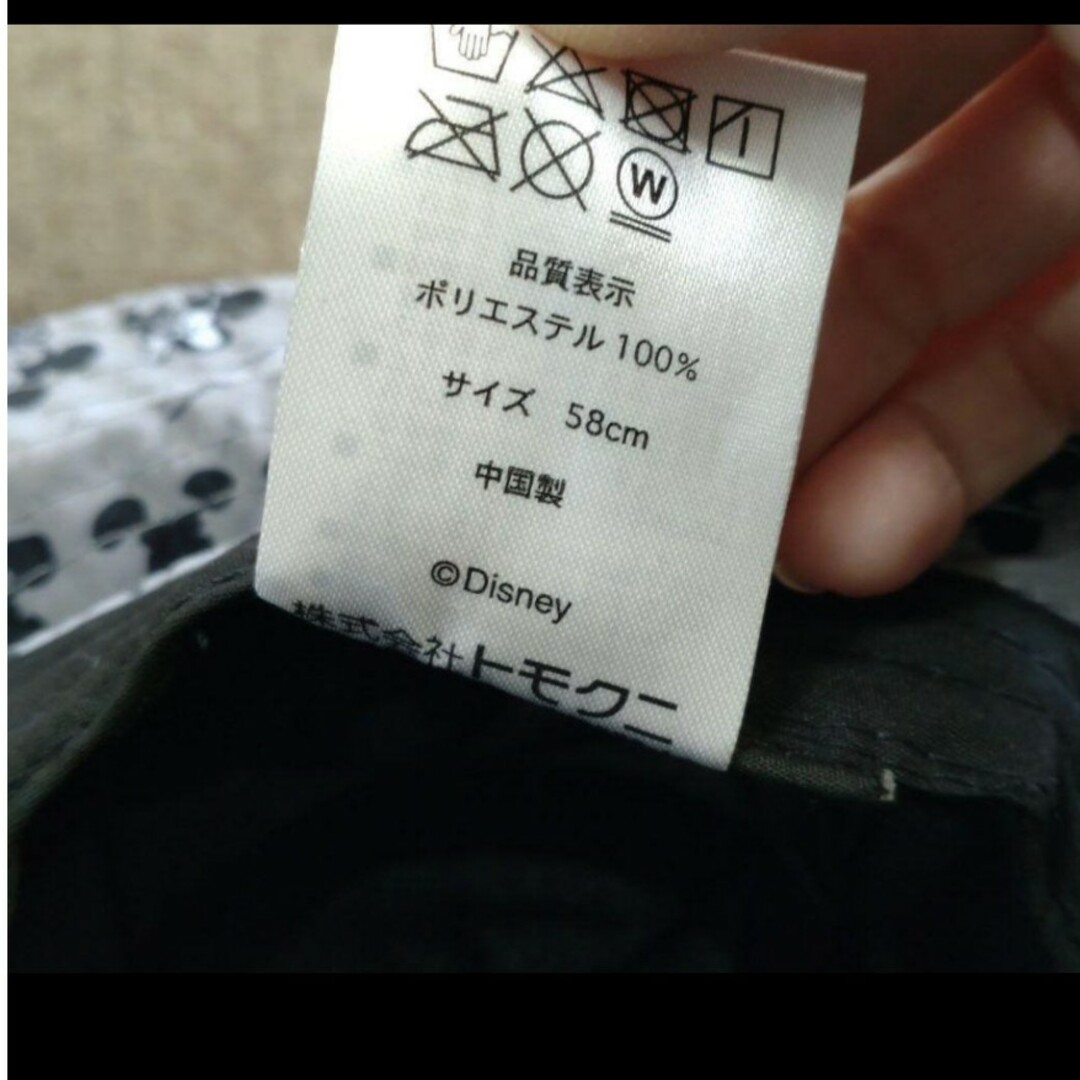 W
品質表示
ポリエステル 100%
サイズ 58cm
中国製
©Disney
株式会社トモクニ